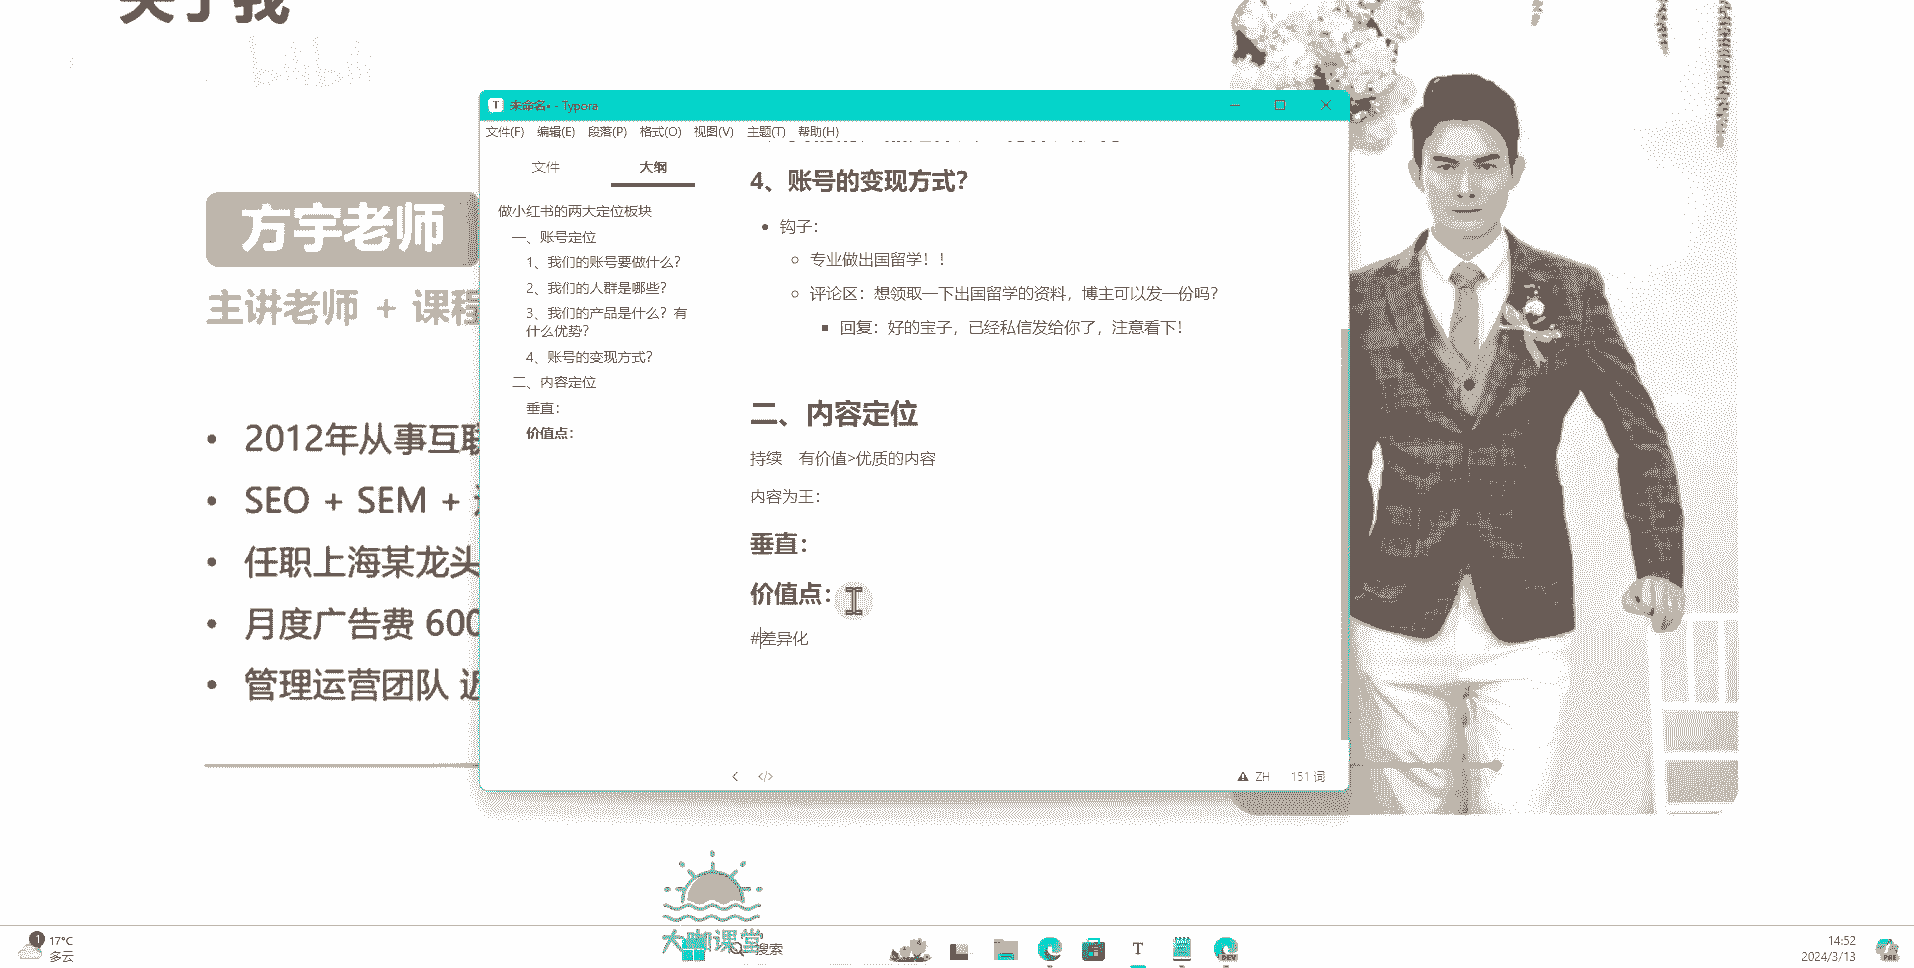 关于我
bilibili
方宇老师
主讲老师 + 课程
• 2012年从事互联
• SEO + SEM +
• 任职上海某龙头
• 月度广告费 600
• 管理运营团队 近
未命名• - Typora
文件(F) 编辑(E) 段落(P) 格式(O) 视图(V) 主题(T) 帮助(H)
文件 大纲
做小红书的两大定位板块
一、账号定位
1、我们的账号要做什么?
2、我们的人群是哪些?
3、我们的产品是什么?有
什么优势?
4、账号的变现方式?
二、内容定位
垂直:
价值点:
4、账号的变现方式?
• 钩子:
专业做出国留学!!
评论区:想领取一下出国留学的资料,博主可以发一份吗?
回复:好的宝子,已经私信发给你了,注意看下!
二、内容定位
持续 有价值>优质的内容
内容为王:
垂直:
价值点:
#差异化
</> ZH 151 词
大咖课堂
1 17°C
多云
搜索
T
DEV
14:52
2024/3/13
PRE